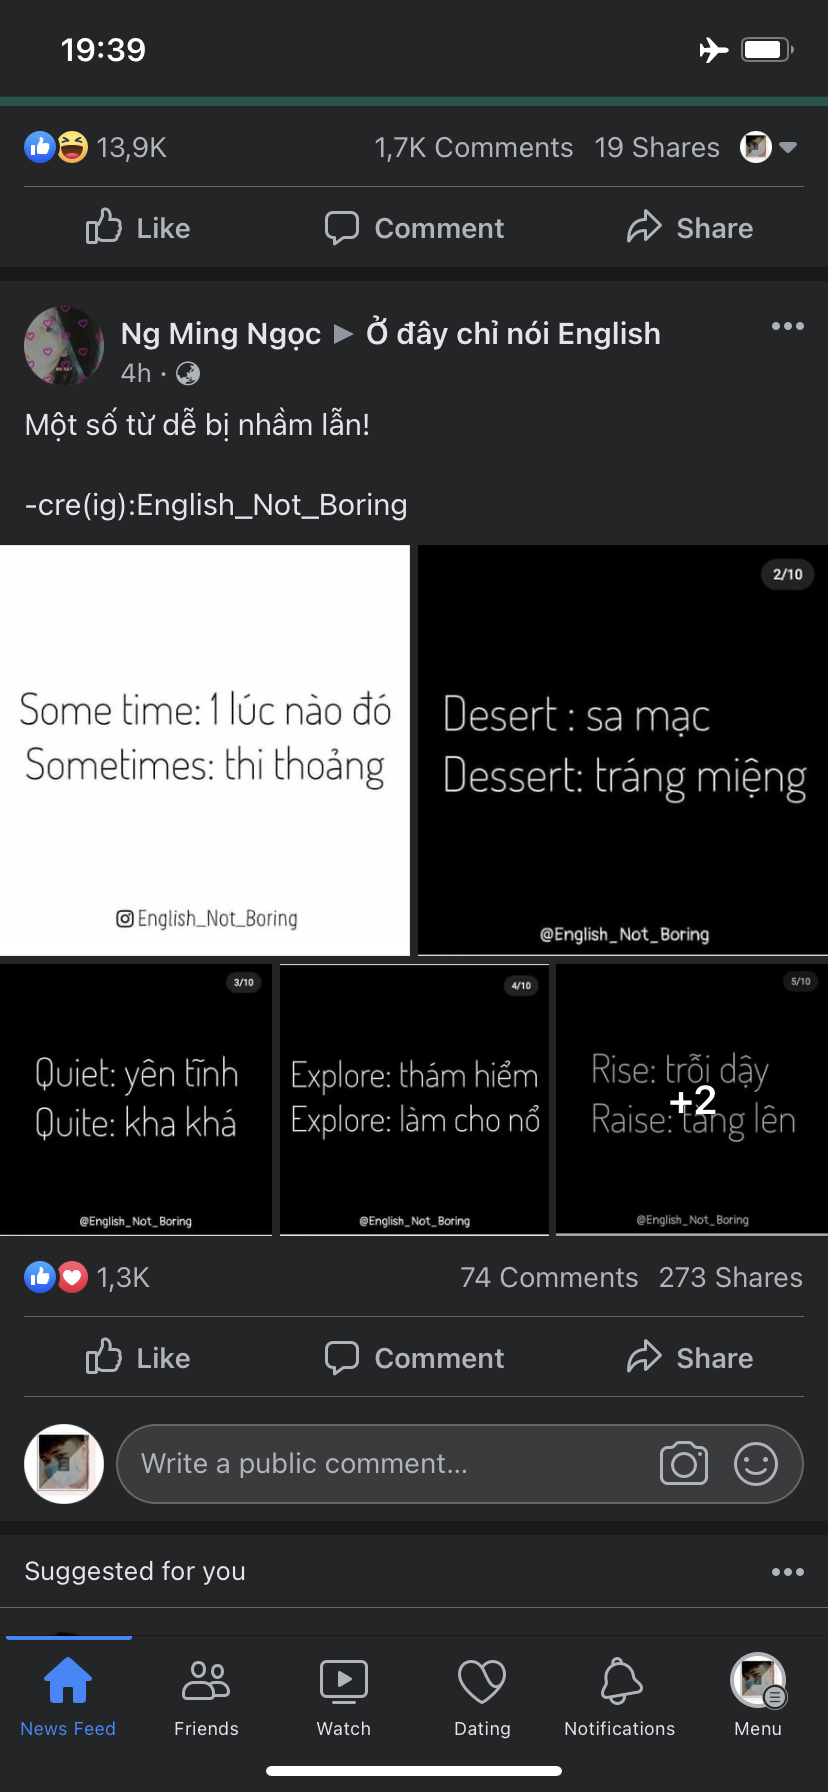 19:39
13,9K 1,7K Comments 19 Shares
Like Comment Share
Ng Ming Ngọc ▶ Ở đây chỉ nói English
4h ·
Một số từ dễ bị nhầm lẫn!
-cre(ig):English_Not_Boring
Some time: 1 lúc nào đó
Sometimes: thi thoảng
English_Not_Boring
2/10
Desert : sa mạc
Dessert: tráng miệng
@English_Not_Boring
3/10
Quiet: yên tĩnh
Quite: kha khá
@English_Not_Boring
4/10
Explore: thám hiểm
Explore: làm cho nổ
@English_Not_Boring
5/10
Rise: trỗi dậy
+2
Raise: tăng lên
@English_Not_Boring
1,3K 74 Comments 273 Shares
Like Comment Share
Write a public comment...
Suggested for you
News Feed Friends Watch Dating Notifications Menu